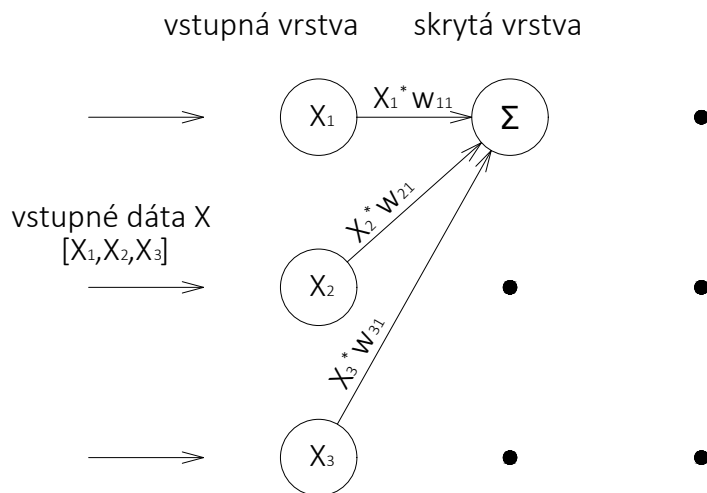 vstupná vrstva
skrytá vrstva
X₁
X₁*w₁₁
Σ
vstupné dáta X
[X₁,X₂,X₃]
X₂*w₂₁
X₂
X₃*w₃₁
X₃